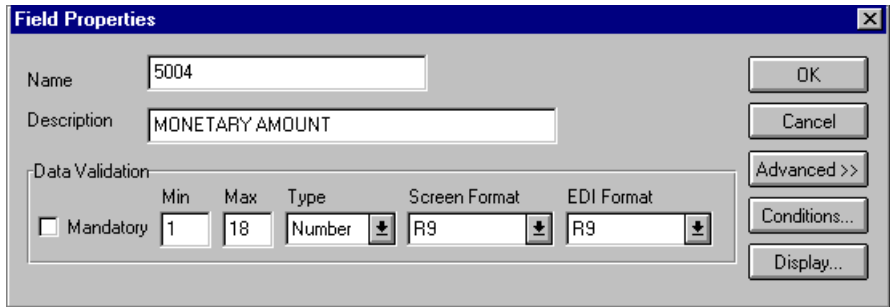 Field Properties
Name 5004 OK
Description MONETARY AMOUNT Cancel
Data Validation Advanced >>
Min Max Type Screen Format EDI Format
Mandatory 1 18 Number R9 R9 Conditions...
Display...